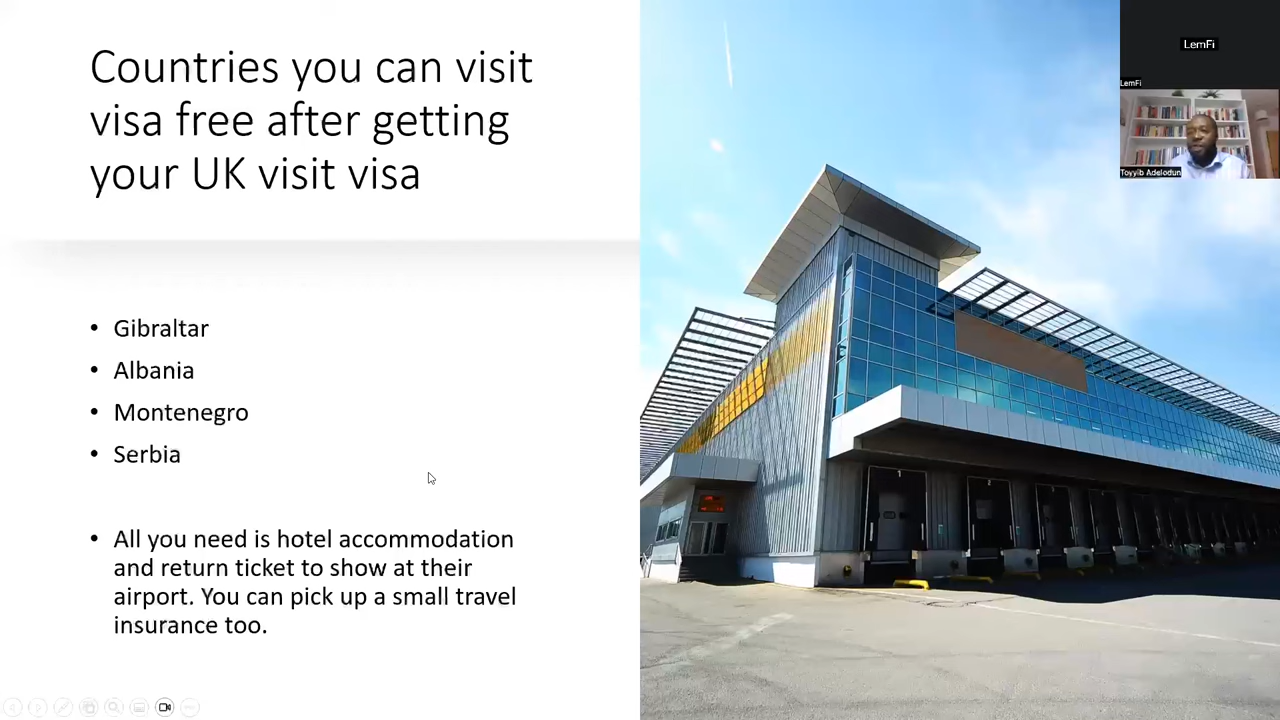 Countries you can visit
visa free after getting
your UK visit visa
• Gibraltar
• Albania
• Montenegro
• Serbia
• All you need is hotel accommodation
and return ticket to show at their
airport. You can pick up a small travel
insurance too.
LemFi
LemFi
Toyyib Adelodun
1
2